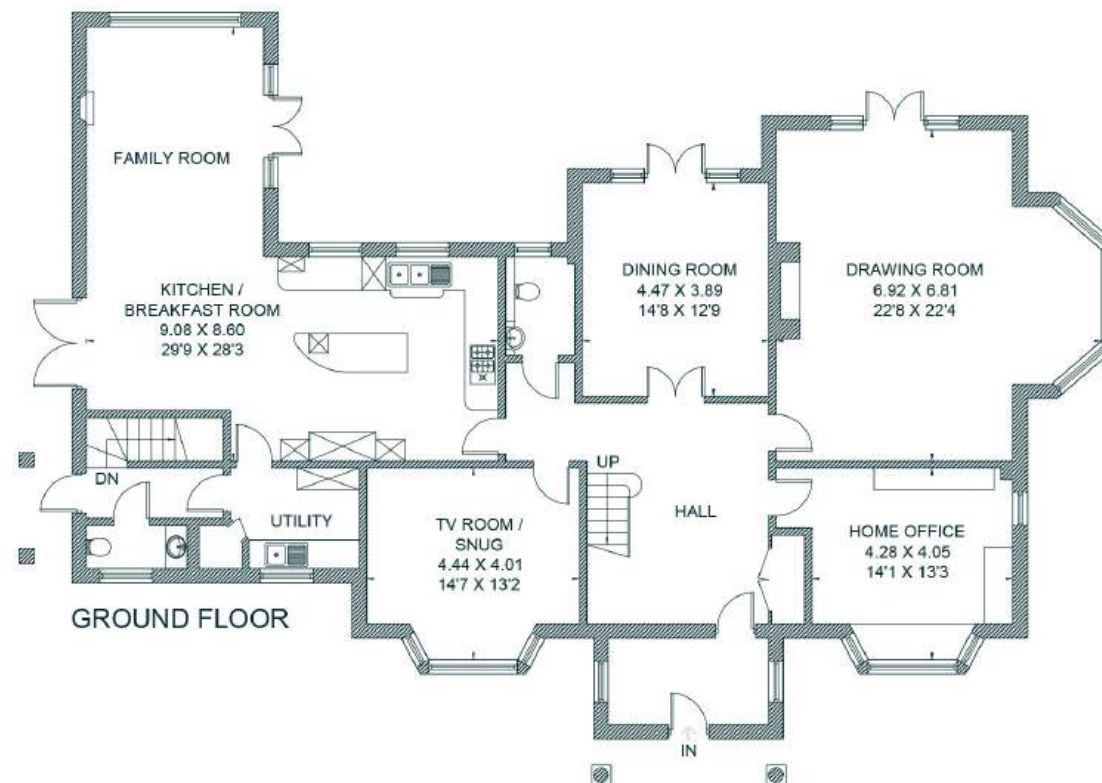 FAMILY ROOM
KITCHEN /
BREAKFAST ROOM
9.08 X 8.60
29'9 X 28'3
DINING ROOM
4.47 X 3.89
14'8 X 12'9
DRAWING ROOM
6.92 X 6.81
22'8 X 22'4
DN
UTILITY
TV ROOM /
SNUG
4.44 X 4.01
14'7 X 13'2
UP
HALL
HOME OFFICE
4.28 X 4.05
14'1 X 13'3
GROUND FLOOR
IN